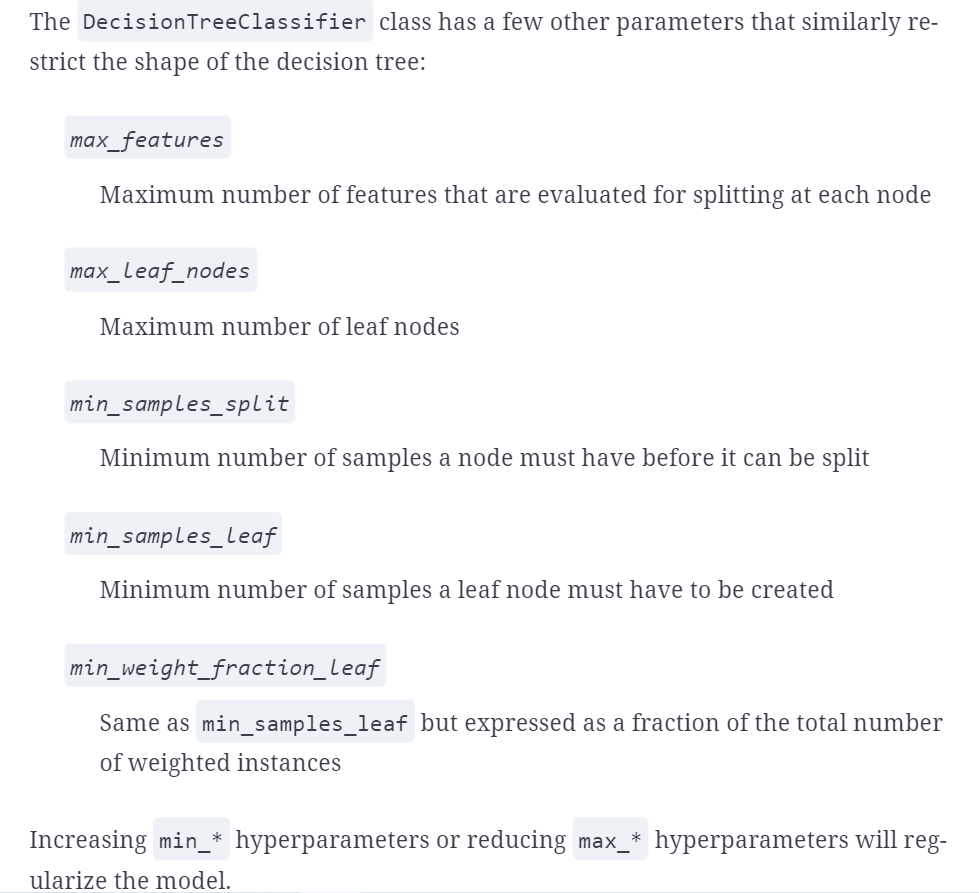 The DecisionTreeClassifier class has a few other parameters that similarly re-
strict the shape of the decision tree:
max_features
Maximum number of features that are evaluated for splitting at each node
max_leaf_nodes
Maximum number of leaf nodes
min_samples_split
Minimum number of samples a node must have before it can be split
min_samples_leaf
Minimum number of samples a leaf node must have to be created
min_weight_fraction_leaf
Same as min_samples_leaf but expressed as a fraction of the total number
of weighted instances
Increasing min_* hyperparameters or reducing max_* hyperparameters will reg-
ularize the model.